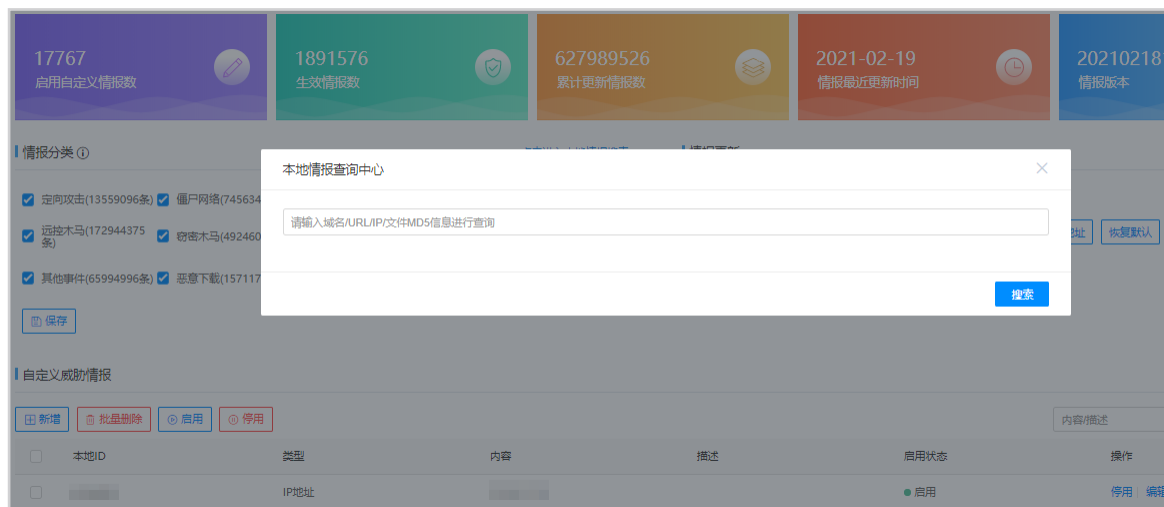 17767
启用自定义情报数
1891576
生效情报数
627989526
累计更新情报数
2021-02-19
情报最近更新时间
20210218
情报版本
情报分类
本地情报查询中心
请输入域名/URL/IP/文件MD5信息进行查询
搜索
定向攻击(13559096条)
僵尸网络(745634
远控木马(172944375
条)
窃密木马(492460
其他事件(65994996条)
恶意下载(157117
址
恢复默认
保存
自定义威胁情报
新增
批量删除
启用
停用
内容/描述
本地ID
类型
内容
描述
启用状态
操作
IP地址
启用
停用
编辑